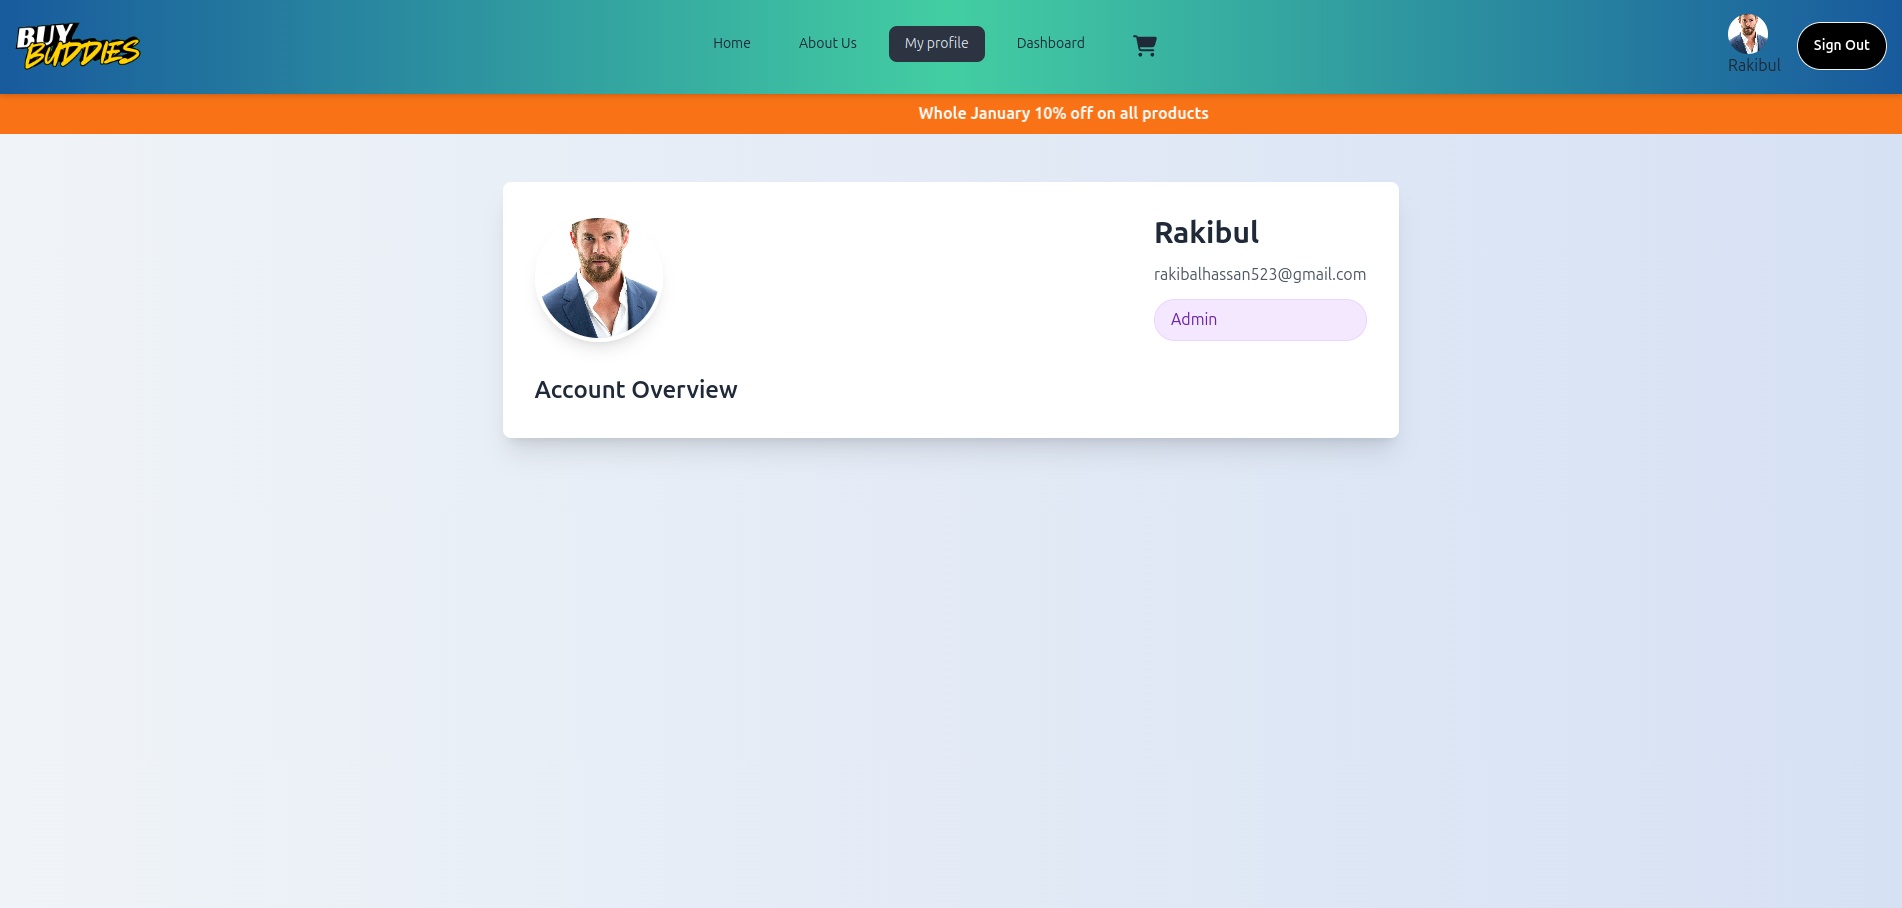 BUY
BUDDIES
Home
About Us
My profile
Dashboard
Rakibul
Sign Out
Whole January 10% off on all products
Rakibul
rakibalhassan523@gmail.com
Admin
Account Overview